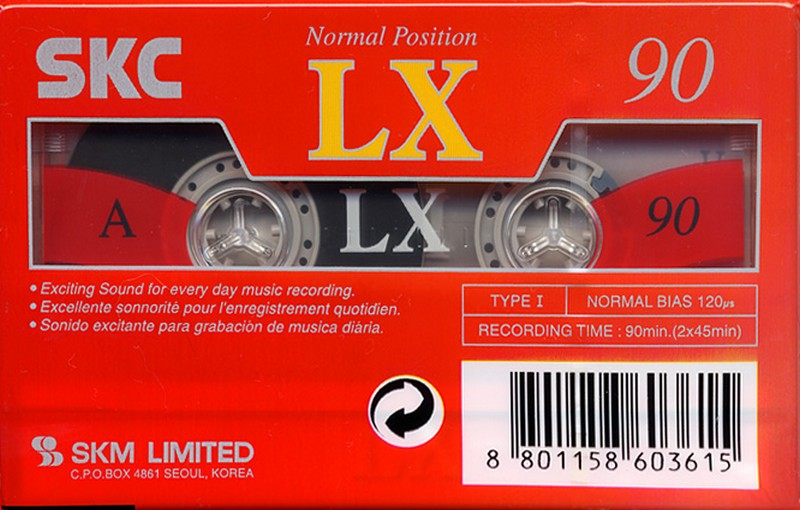 SKC
Normal Position
LX
90
A
LX
90
• Exciting Sound for every day music recording.
• Excellente sonnorité pour l'enregistrement quotidien.
• Sonido excitante para grabaciòn de musica diària.
TYPE I
NORMAL BIAS 120μs
RECORDING TIME : 90min.(2x45min)
SKM LIMITED
C.P.O.BOX 4861 SEOUL, KOREA
8 801158 603615